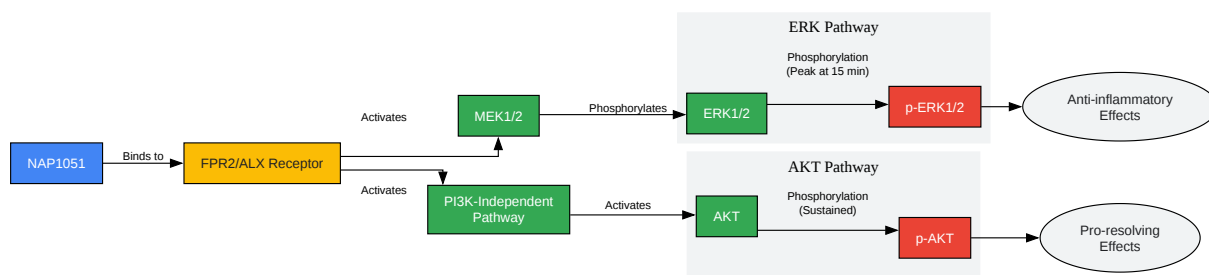 NAP1051
Binds to
FPR2/ALX Receptor
Activates
Activates
MEK1/2
Phosphorylates
PI3K-Independent
Pathway
Activates
ERK Pathway
Phosphorylation
(Peak at 15 min)
ERK1/2
p-ERK1/2
Anti-inflammatory
Effects
AKT Pathway
Phosphorylation
(Sustained)
AKT
p-AKT
Pro-resolving
Effects